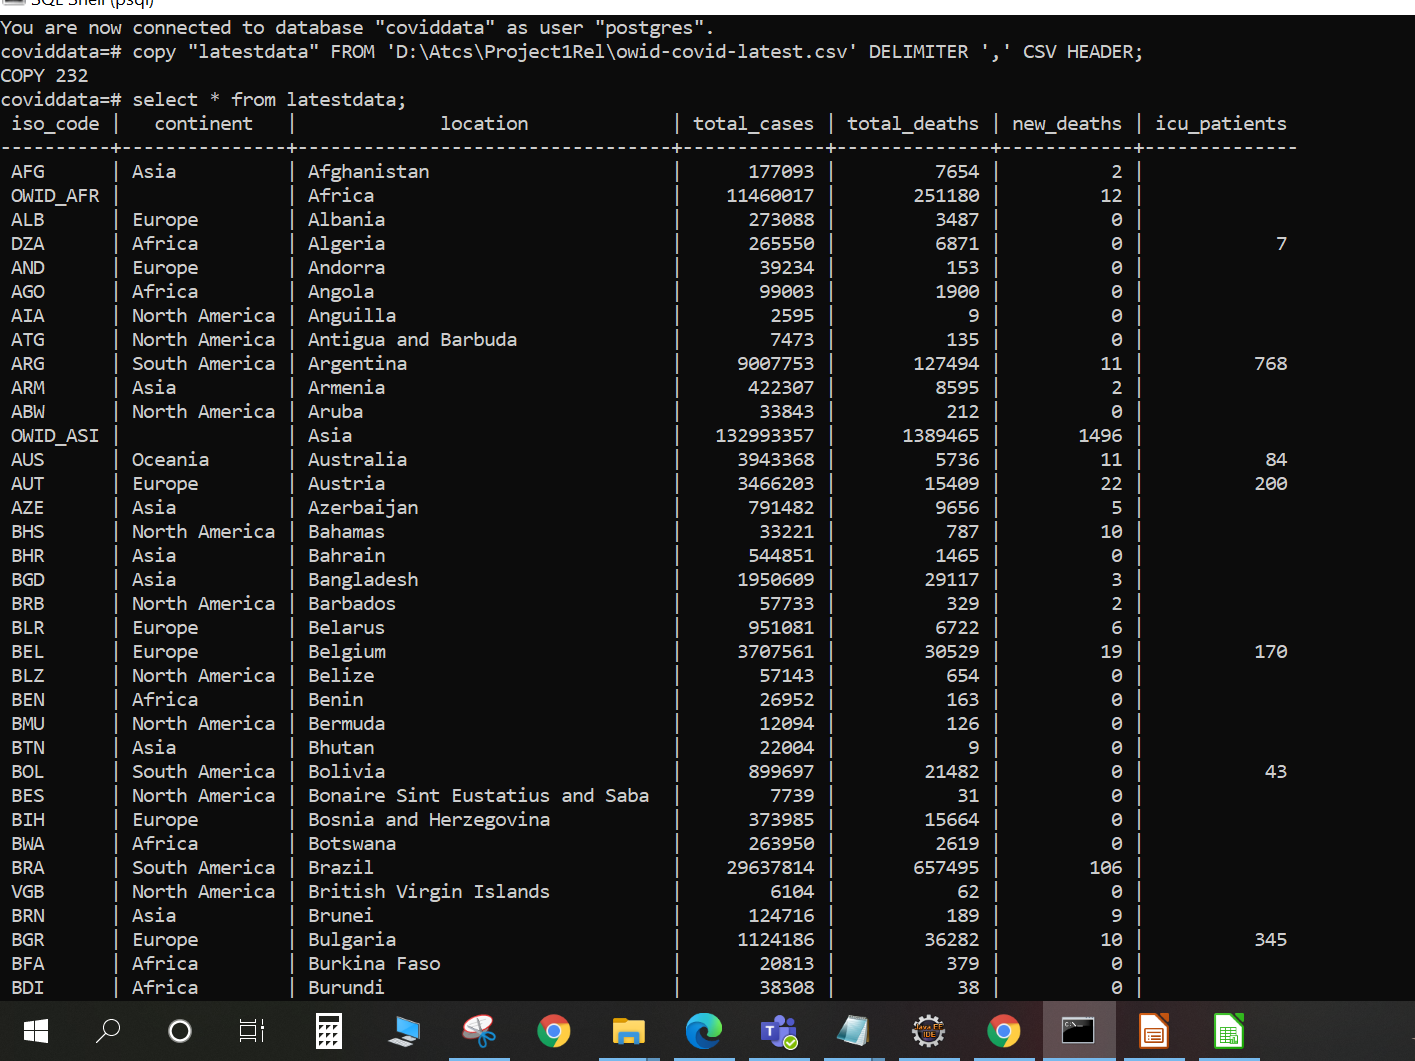 SQL Shell (psql)
You are now connected to database "coviddata" as user "postgres".
coviddata=# copy "latestdata" FROM 'D:\Atcs\Project1Rel\owid-covid-latest.csv' DELIMITER ',' CSV HEADER;
COPY 232
coviddata=# select * from latestdata;
iso_code | continent | location | total_cases | total_deaths | new_deaths | icu_patients
AFG | Asia | Afghanistan | 177093 | 7654 | 2 |
OWID_AFR | | Africa | 11460017 | 251180 | 12 |
ALB | Europe | Albania | 273088 | 3487 | 0 |
DZA | Africa | Algeria | 265550 | 6871 | 0 | 7
AND | Europe | Andorra | 39234 | 153 | 0 |
AGO | Africa | Angola | 99003 | 1900 | 0 |
AIA | North America | Anguilla | 2595 | 9 | 0 |
ATG | North America | Antigua and Barbuda | 7473 | 135 | 0 |
ARG | South America | Argentina | 9007753 | 127494 | 11 | 768
ARM | Asia | Armenia | 422307 | 8595 | 2 |
ABW | North America | Aruba | 33843 | 212 | 0 |
OWID_ASI | | Asia | 132993357 | 1389465 | 1496 |
AUS | Oceania | Australia | 3943368 | 5736 | 11 | 84
AUT | Europe | Austria | 3466203 | 15409 | 22 | 200
AZE | Asia | Azerbaijan | 791482 | 9656 | 5 |
BHS | North America | Bahamas | 33221 | 787 | 10 |
BHR | Asia | Bahrain | 544851 | 1465 | 0 |
BGD | Asia | Bangladesh | 1950609 | 29117 | 3 |
BRB | North America | Barbados | 57733 | 329 | 2 |
BLR | Europe | Belarus | 951081 | 6722 | 6 |
BEL | Europe | Belgium | 3707561 | 30529 | 19 | 170
BLZ | North America | Belize | 57143 | 654 | 0 |
BEN | Africa | Benin | 26952 | 163 | 0 |
BMU | North America | Bermuda | 12094 | 126 | 0 |
BTN | Asia | Bhutan | 22004 | 9 | 0 |
BOL | South America | Bolivia | 899697 | 21482 | 0 | 43
BES | North America | Bonaire Sint Eustatius and Saba | 7739 | 31 | 0 |
BIH | Europe | Bosnia and Herzegovina | 373985 | 15664 | 0 |
BWA | Africa | Botswana | 263950 | 2619 | 0 |
BRA | South America | Brazil | 29637814 | 657495 | 106 |
VGB | North America | British Virgin Islands | 6104 | 62 | 0 |
BRN | Asia | Brunei | 124716 | 189 | 9 |
BGR | Europe | Bulgaria | 1124186 | 36282 | 10 | 345
BFA | Africa | Burkina Faso | 20813 | 379 | 0 |
BDI | Africa | Burundi | 38308 | 38 | 0 |
Java EE
IDE